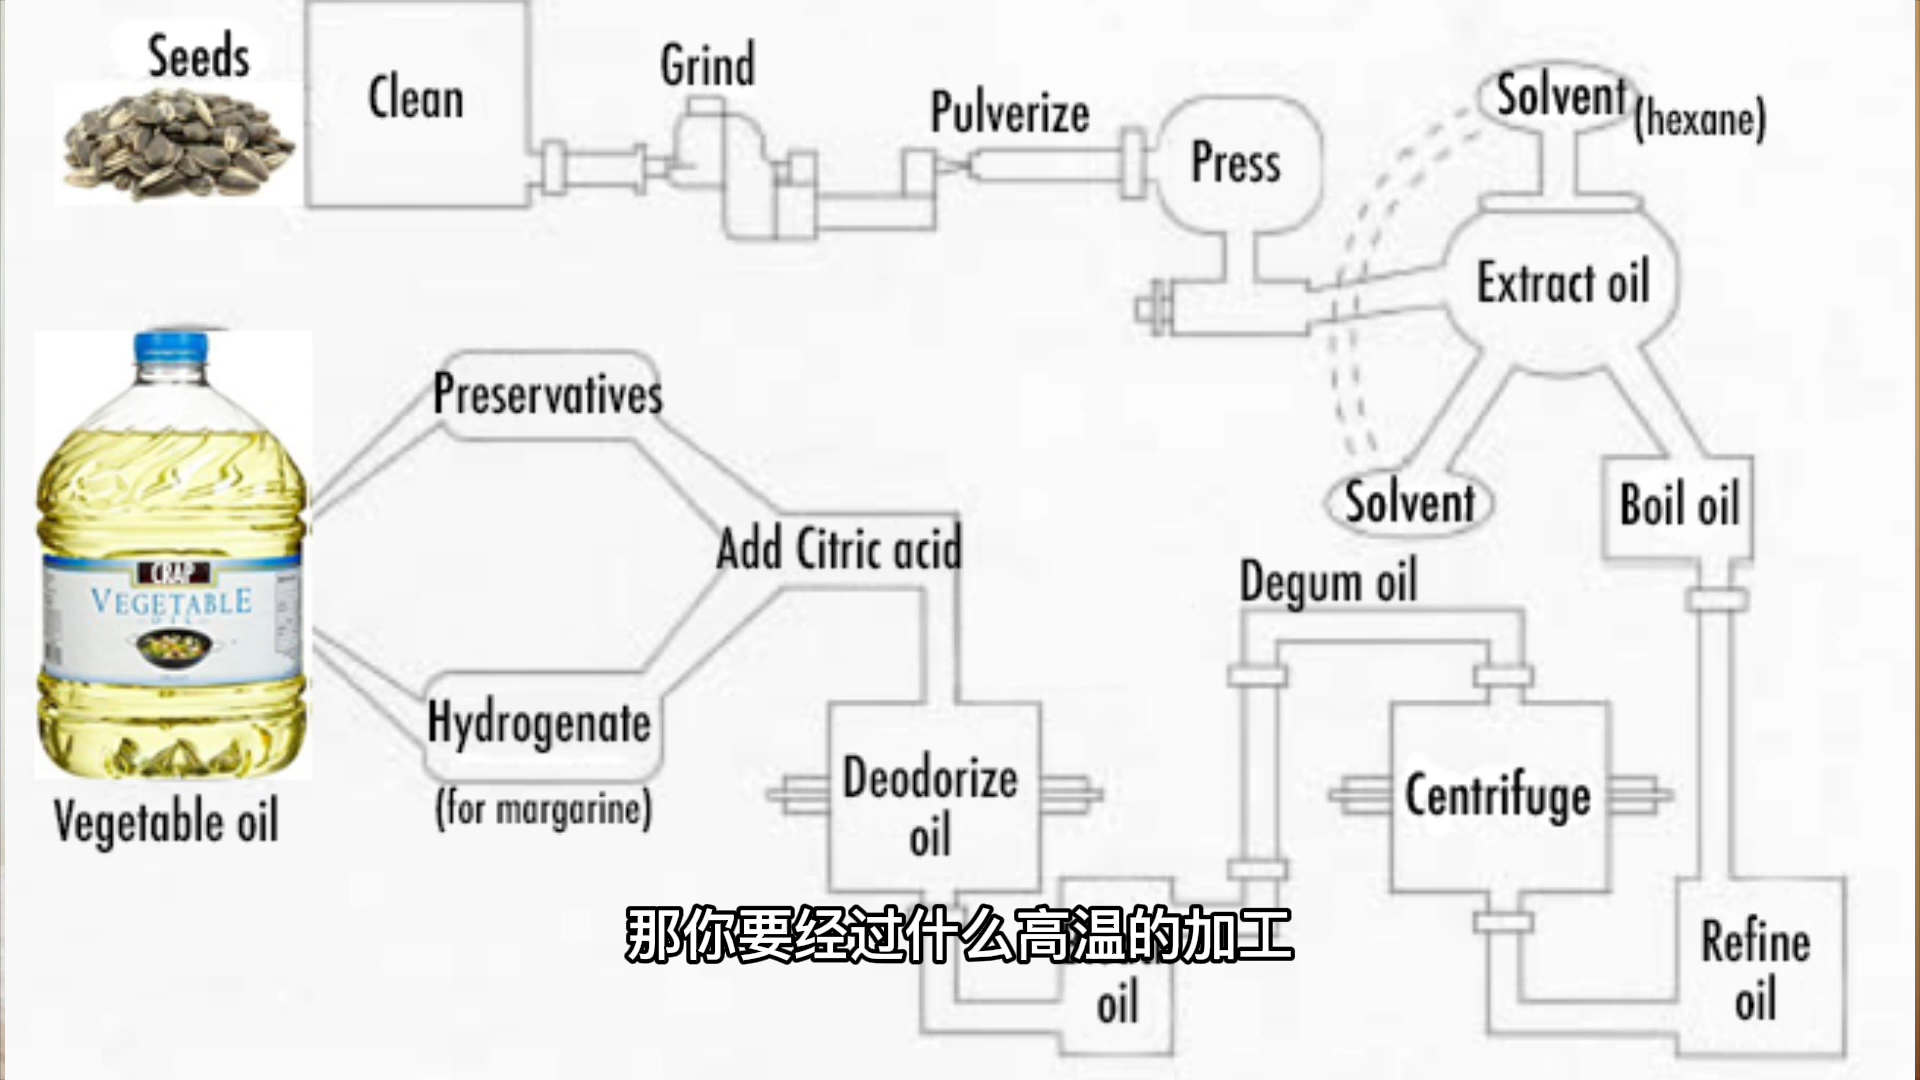 Seeds
Clean
Grind
Pulverize
Press
Solvent
(hexane)
Extract oil
Solvent
Boil oil
Refine
oil
Centrifuge
Degum oil
oil
Deodorize
oil
Add Citric acid
Preservatives
Hydrogenate
(for margarine)
CRAP
VEGETABLE
OIL
Vegetable oil
那你要经过什么高温的加工